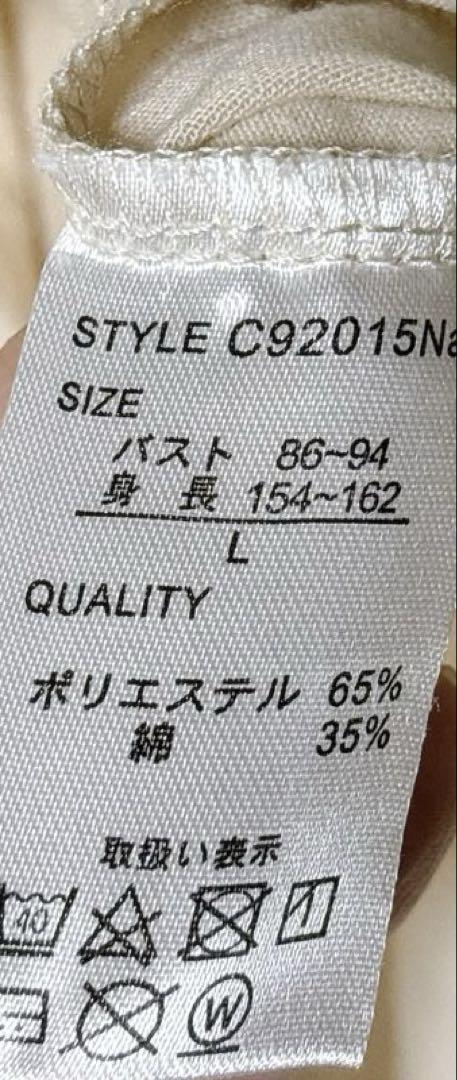 STYLE C92015Na
SIZE
バスト 86~94
身 長 154~162
L
QUALITY
ポリエステル 65%
綿 35%
取扱い表示
40
W